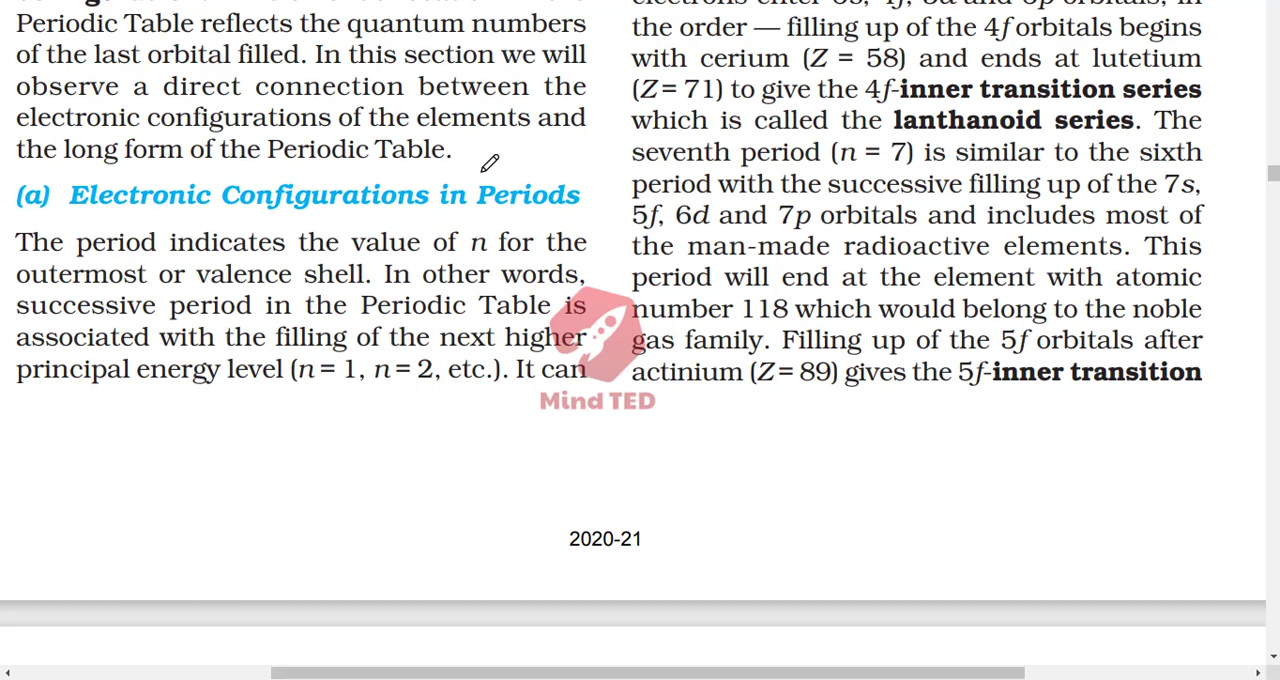 Periodic Table reflects the quantum numbers
of the last orbital filled. In this section we will
observe a direct connection between the
electronic configurations of the elements and
the long form of the Periodic Table.
(a) Electronic Configurations in Periods
The period indicates the value of n for the
outermost or valence shell. In other words,
successive period in the Periodic Table is
associated with the filling of the next higher
principal energy level (n = 1, n = 2, etc.). It can
the order — filling up of the 4f orbitals begins
with cerium (Z = 58) and ends at lutetium
(Z = 71) to give the 4f-inner transition series
which is called the lanthanoid series. The
seventh period (n = 7) is similar to the sixth
period with the successive filling up of the 7s,
5f, 6d and 7p orbitals and includes most of
the man-made radioactive elements. This
period will end at the element with atomic
number 118 which would belong to the noble
gas family. Filling up of the 5f orbitals after
actinium (Z = 89) gives the 5f-inner transition
Mind TED
2020-21